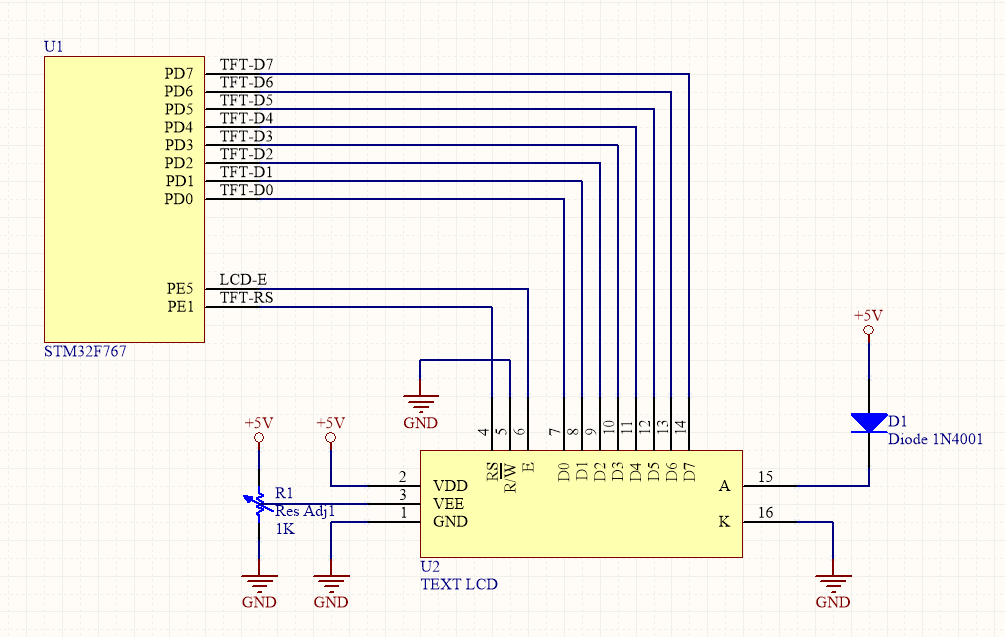 U1
PD7 TFT-D7
PD6 TFT-D6
PD5 TFT-D5
PD4 TFT-D4
PD3 TFT-D3
PD2 TFT-D2
PD1 TFT-D1
PD0 TFT-D0
PE5 LCD-E
PE1 TFT-RS
STM32F767
+5V
GND
D1
Diode 1N4001
+5V
+5V
4 5 6 7 8 9 10 11 12 13 14
RS R/W E D0 D1 D2 D3 D4 D5 D6 D7
2 VDD
3 VEE
1 GND
A 15
K 16
R1
Res Adj1
1K
U2
TEXT LCD
GND
GND
GND